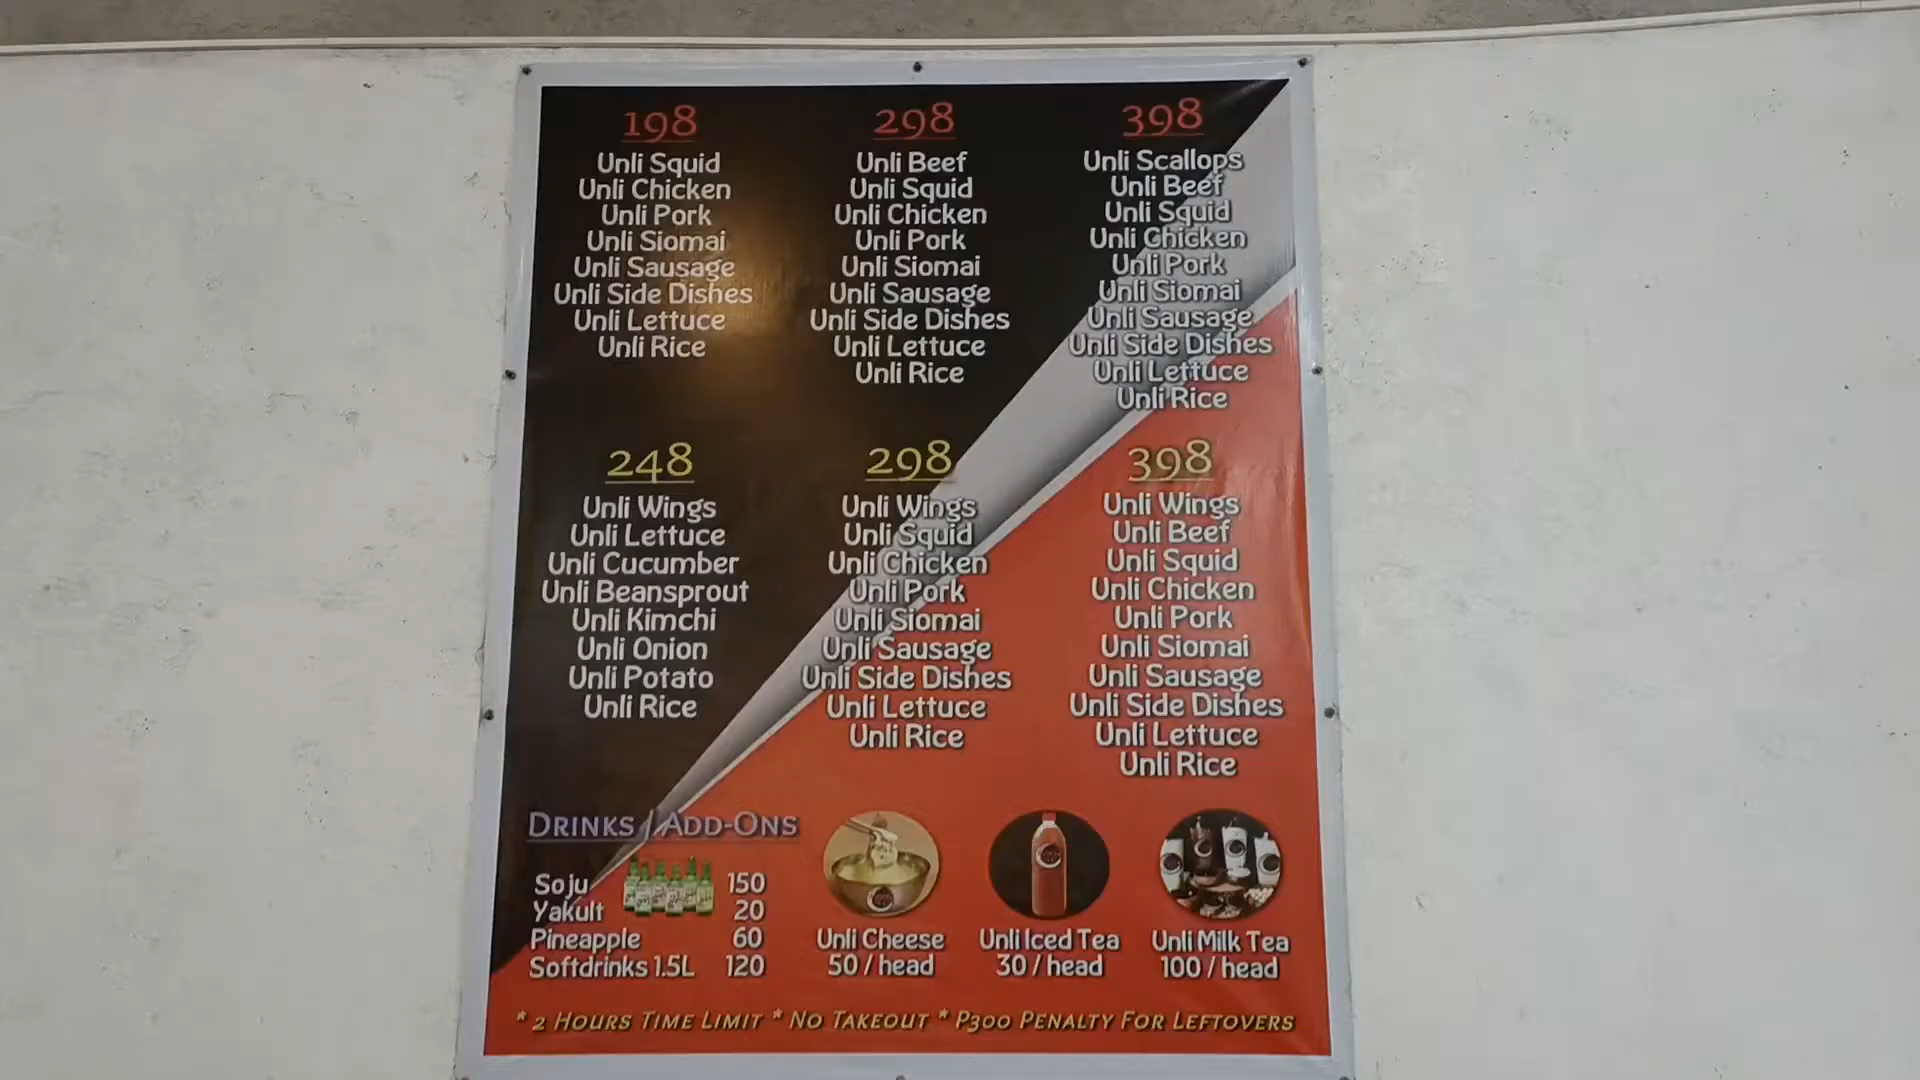 198
Unli Squid
Unli Chicken
Unli Pork
Unli Siomai
Unli Sausage
Unli Side Dishes
Unli Lettuce
Unli Rice
298
Unli Beef
Unli Squid
Unli Chicken
Unli Pork
Unli Siomai
Unli Sausage
Unli Side Dishes
Unli Lettuce
Unli Rice
398
Unli Scallops
Unli Beef
Unli Squid
Unli Chicken
Unli Pork
Unli Siomai
Unli Sausage
Unli Side Dishes
Unli Lettuce
Unli Rice
248
Unli Wings
Unli Lettuce
Unli Cucumber
Unli Beansprout
Unli Kimchi
Unli Onion
Unli Potato
Unli Rice
298
Unli Wings
Unli Squid
Unli Chicken
Unli Pork
Unli Siomai
Unli Sausage
Unli Side Dishes
Unli Lettuce
Unli Rice
398
Unli Wings
Unli Beef
Unli Squid
Unli Chicken
Unli Pork
Unli Siomai
Unli Sausage
Unli Side Dishes
Unli Lettuce
Unli Rice
DRINKS / ADD-ONS
Soju 150
Yakult 20
Pineapple 60
Softdrinks 1.5L 120
Unli Cheese
50 / head
Unli Iced Tea
30 / head
Unli Milk Tea
100 / head
* 2 HOURS TIME LIMIT * NO TAKEOUT * P300 PENALTY FOR LEFTOVERS